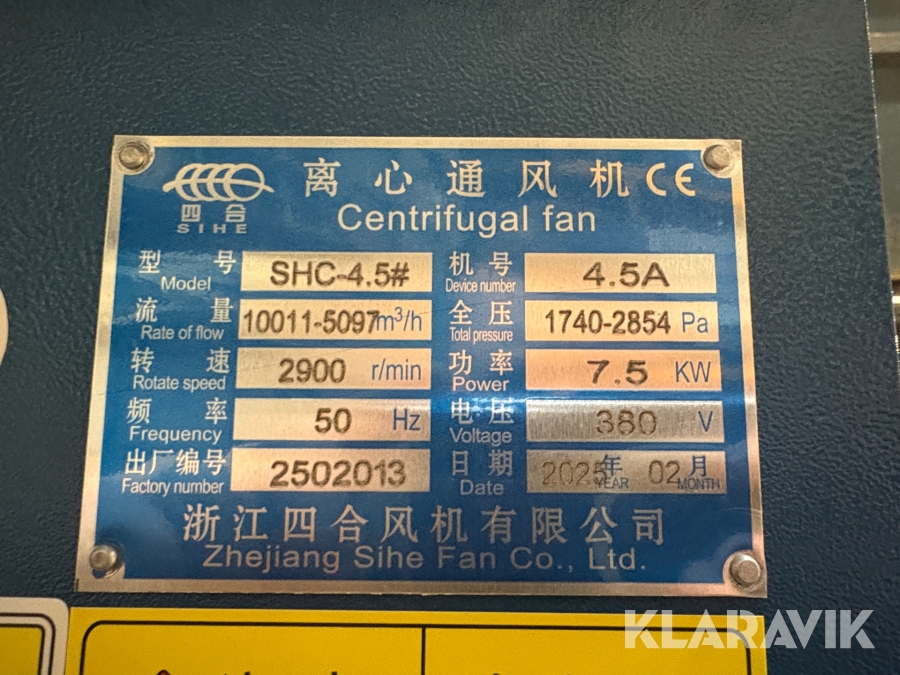 四合
SIHE
离心通风机 CE
Centrifugal fan
型号 Model SHC-4.5# 机号 Device number 4.5A
流量 Rate of flow 10011-5097 m³/h 全压 Total pressure 1740-2854 Pa
转速 Rotate speed 2900 r/min 功率 Power 7.5 KW
频率 Frequency 50 Hz 电压 Voltage 380 V
出厂编号 Factory number 2502013 日期 Date 2025 年 YEAR 02 月 MONTH
浙江四合风机有限公司
Zhejiang Sihe Fan Co., Ltd.
KLARAVIK